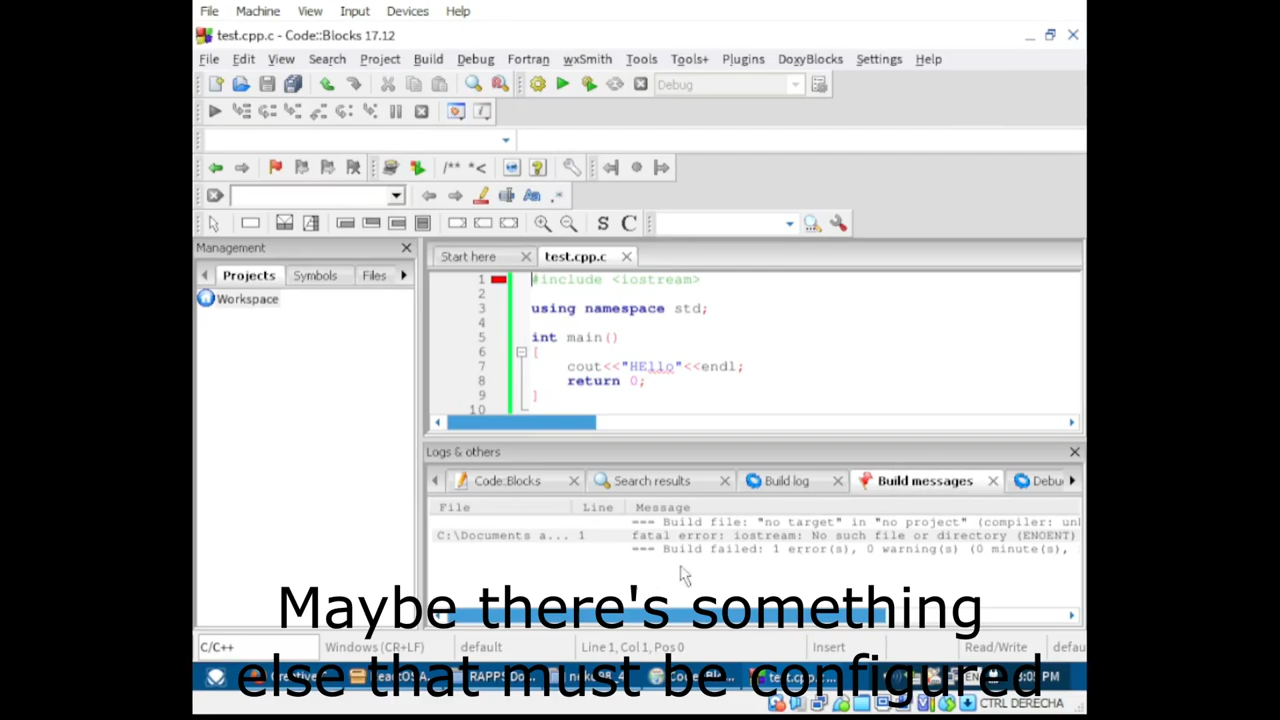 File Machine View Input Devices Help
test.cpp.c - Code::Blocks 17.12
File Edit View Search Project Build Debug Fortran wxSmith Tools Tools+ Plugins DoxyBlocks Settings Help
Debug
/** *<
S C
Management
Projects Symbols Files
Workspace
Start here test.cpp.c
1 #include <iostream>
2
3 using namespace std;
4
5 int main()
6 {
7 cout<<"HEllo"<<endl;
8 return 0;
9 }
10
Logs & others
Code::Blocks Search results Build log Build messages Debu
File Line Message
=== Build file: "no target" in "no project" (compiler: unk
C:\Documents a... 1 fatal error: iostream: No such file or directory (ENOENT)
=== Build failed: 1 error(s), 0 warning(s) (0 minute(s),
Maybe there's something
C/C++ Windows (CR+LF) default Line 1, Col 1, Pos 0 Insert Read/Write defa
else that must be configured
CTRL DERECHA